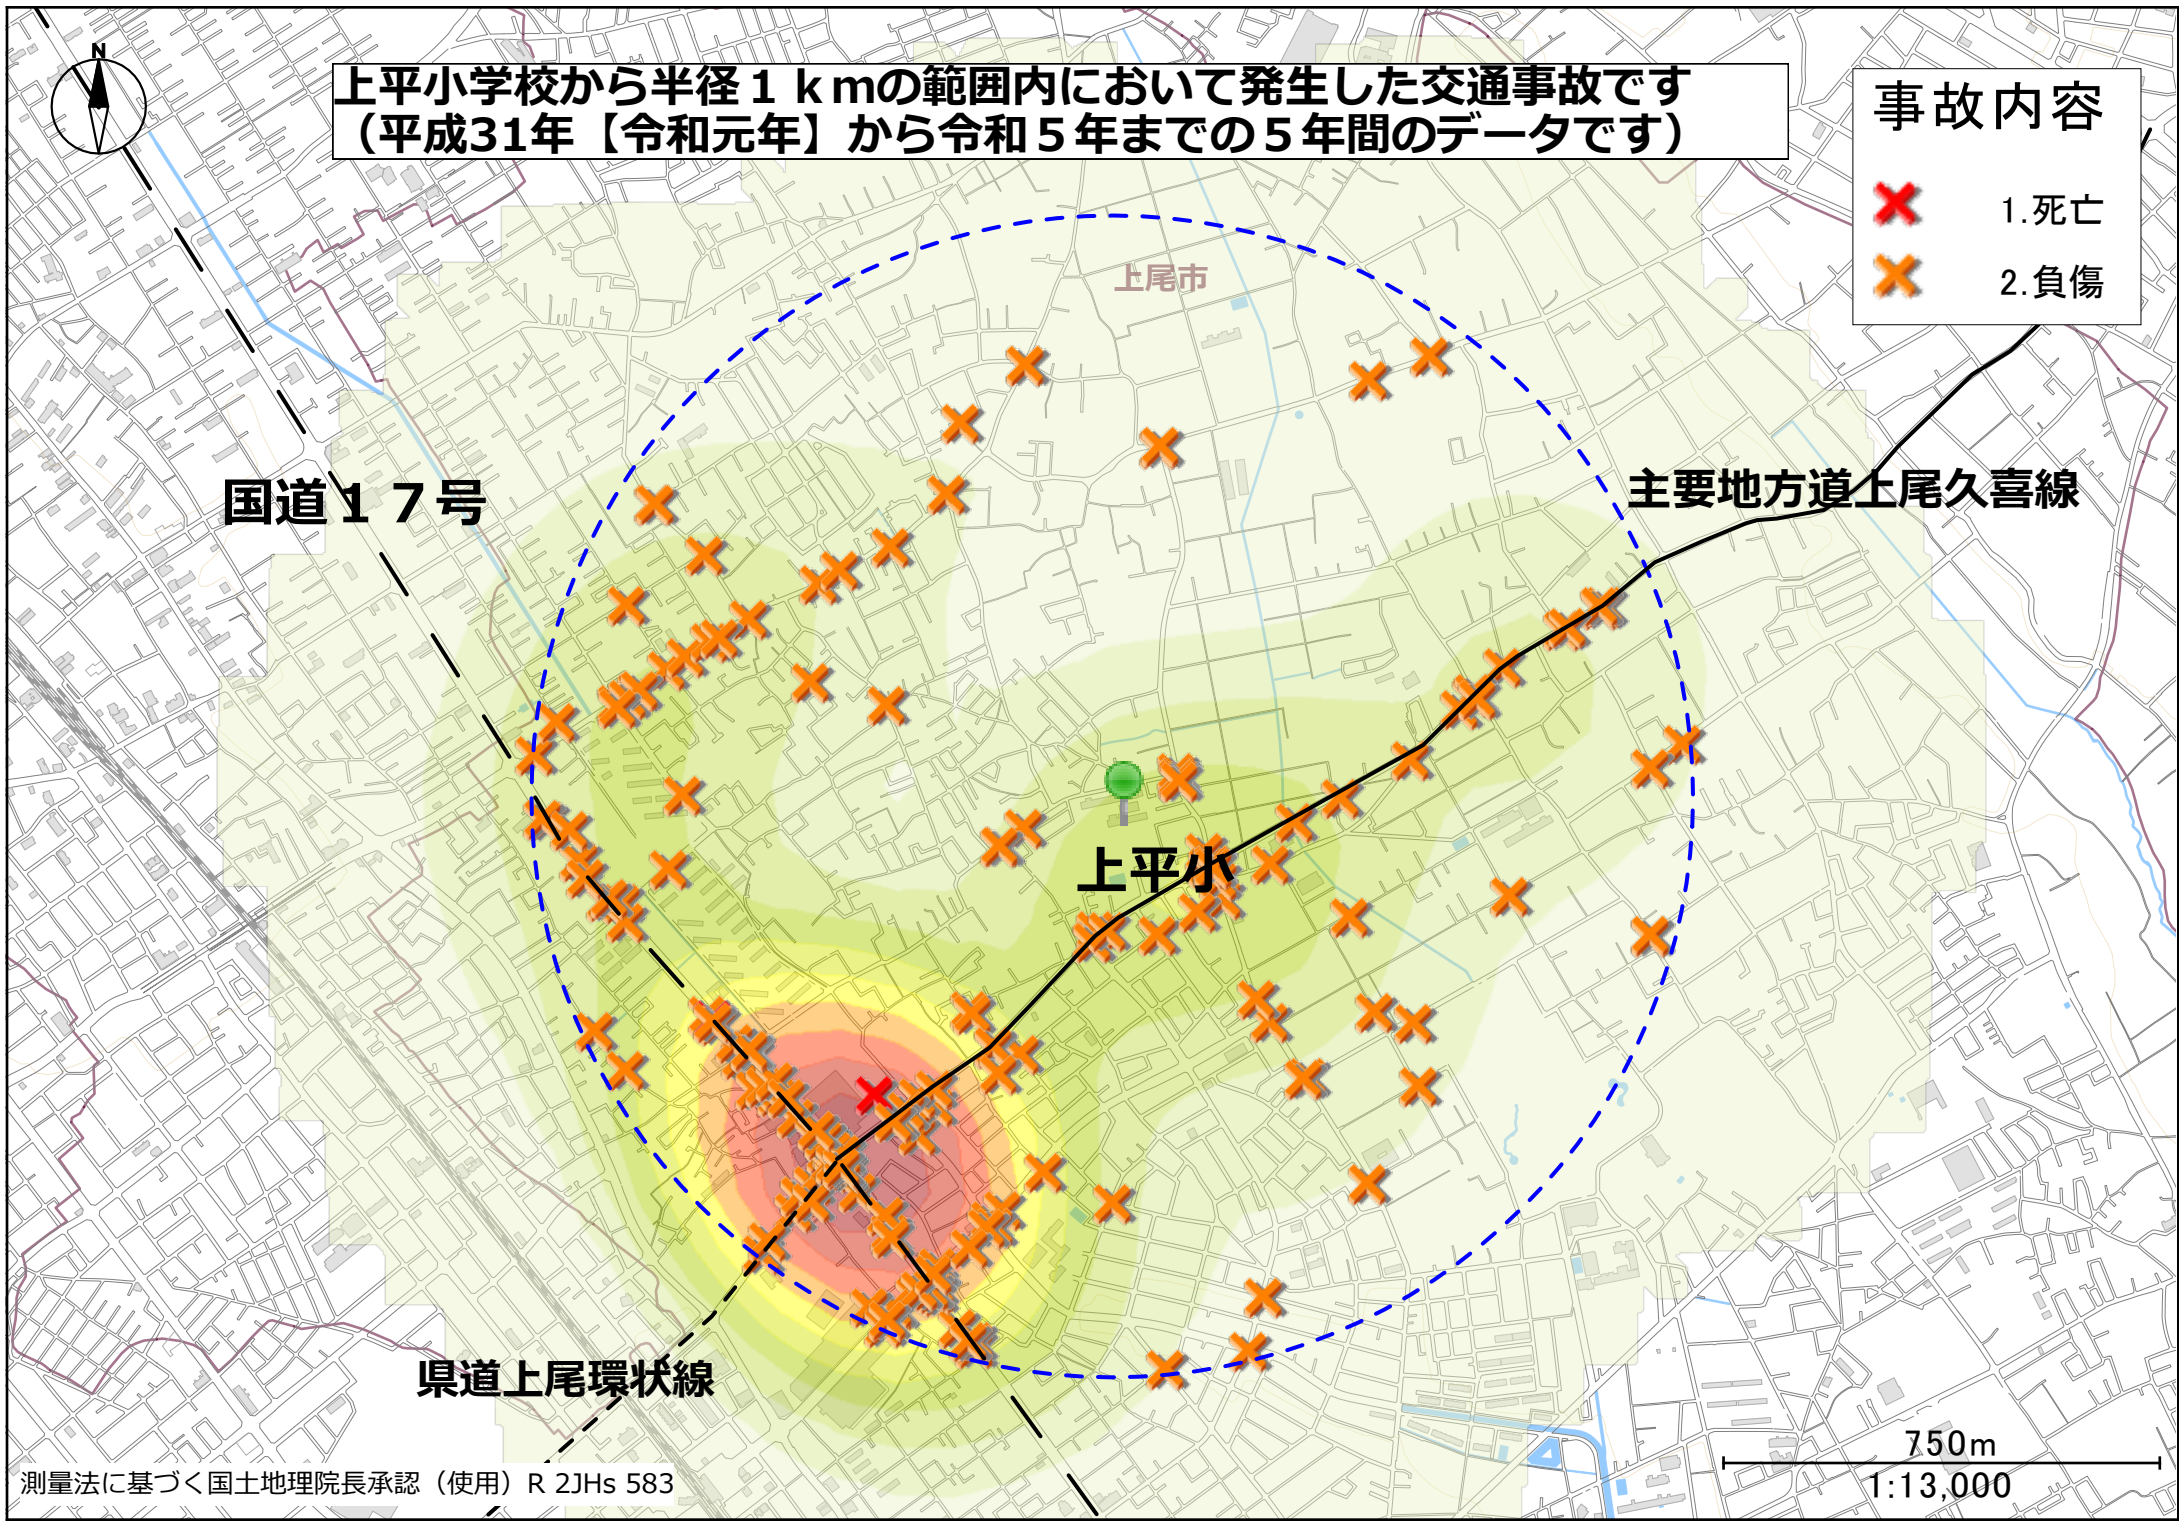 N
上平小学校から半径１ｋｍの範囲内において発生した交通事故です
（平成31年【令和元年】から令和５年までの５年間のデータです）
事故内容
1.死亡
2.負傷
上尾市
国道１７号
主要地方道上尾久喜線
上平小
県道上尾環状線
測量法に基づく国土地理院長承認（使用）R 2JHs 583
750m
1:13,000